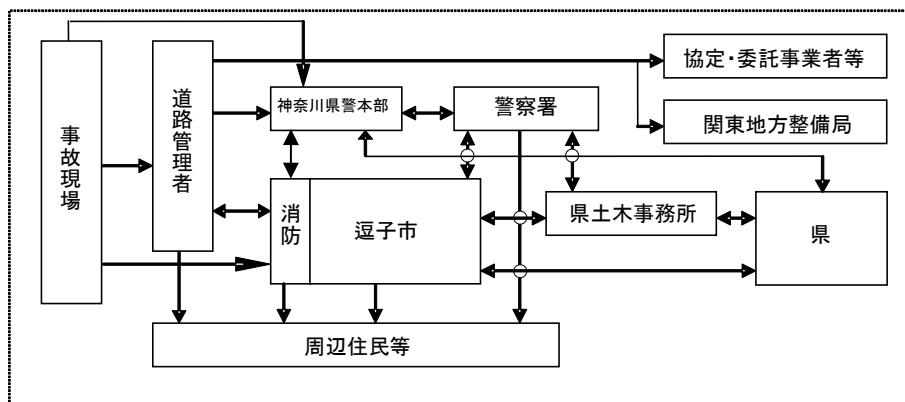 事故現場
道路管理者
神奈川県警本部
警察署
協定・委託事業者等
関東地方整備局
消防
逗子市
県土木事務所
県
周辺住民等